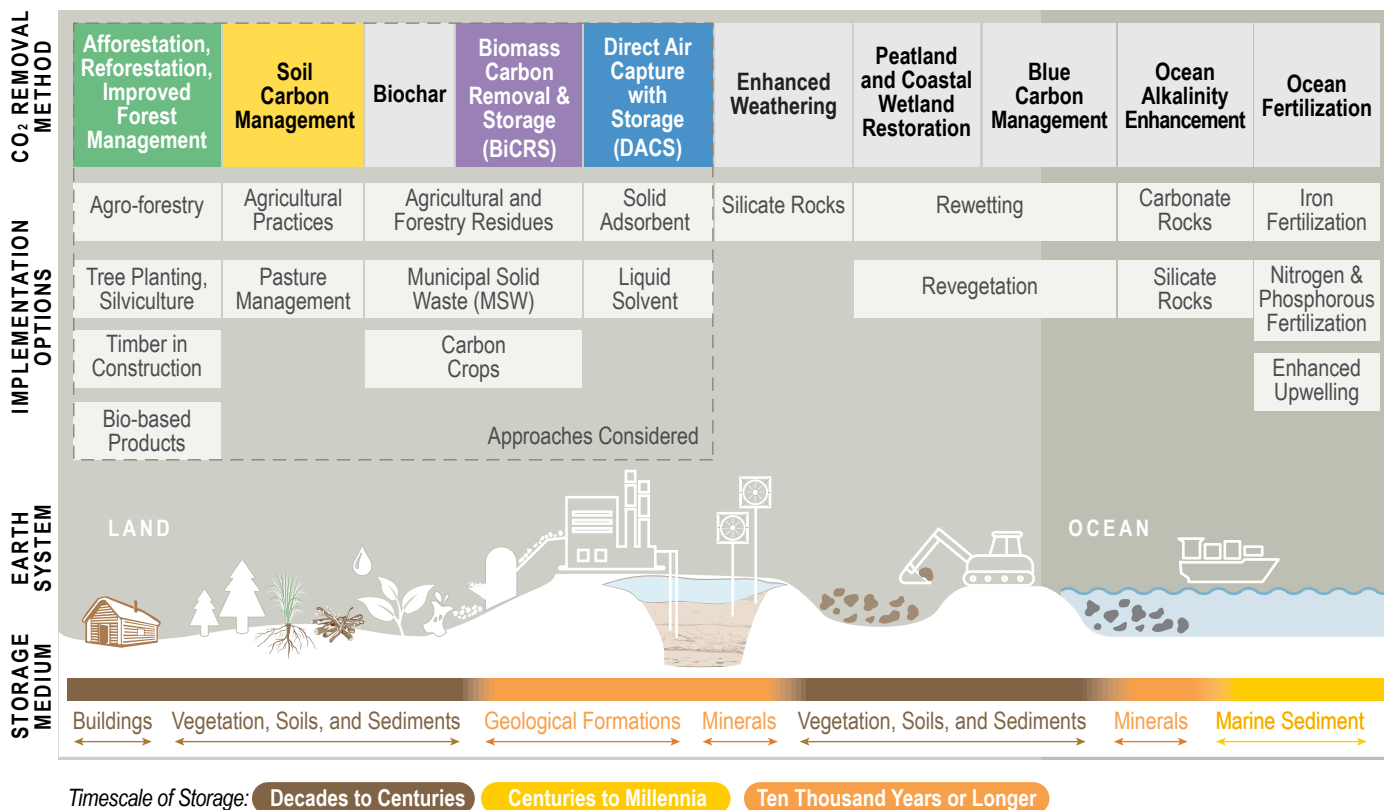 CO₂ REMOVAL
METHOD
Afforestation,
Reforestation,
Improved
Forest
Management
Soil
Carbon
Management
Biochar
Biomass
Carbon
Removal &
Storage
(BiCRS)
Direct Air
Capture
with
Storage
(DACS)
Enhanced
Weathering
Peatland
and Coastal
Wetland
Restoration
Blue
Carbon
Management
Ocean
Alkalinity
Enhancement
Ocean
Fertilization
IMPLEMENTATION
OPTIONS
Agro-forestry
Agricultural
Practices
Agricultural and
Forestry Residues
Solid
Adsorbent
Silicate Rocks
Rewetting
Carbonate
Rocks
Iron
Fertilization
Tree Planting,
Silviculture
Pasture
Management
Municipal Solid
Waste (MSW)
Liquid
Solvent
Revegetation
Silicate
Rocks
Nitrogen &
Phosphorous
Fertilization
Timber in
Construction
Carbon
Crops
Enhanced
Upwelling
Bio-based
Products
Approaches Considered
EARTH
SYSTEM
LAND
OCEAN
STORAGE
MEDIUM
Buildings
Vegetation, Soils, and Sediments
Geological Formations
Minerals
Vegetation, Soils, and Sediments
Minerals
Marine Sediment
Timescale of Storage:
Decades to Centuries
Centuries to Millennia
Ten Thousand Years or Longer